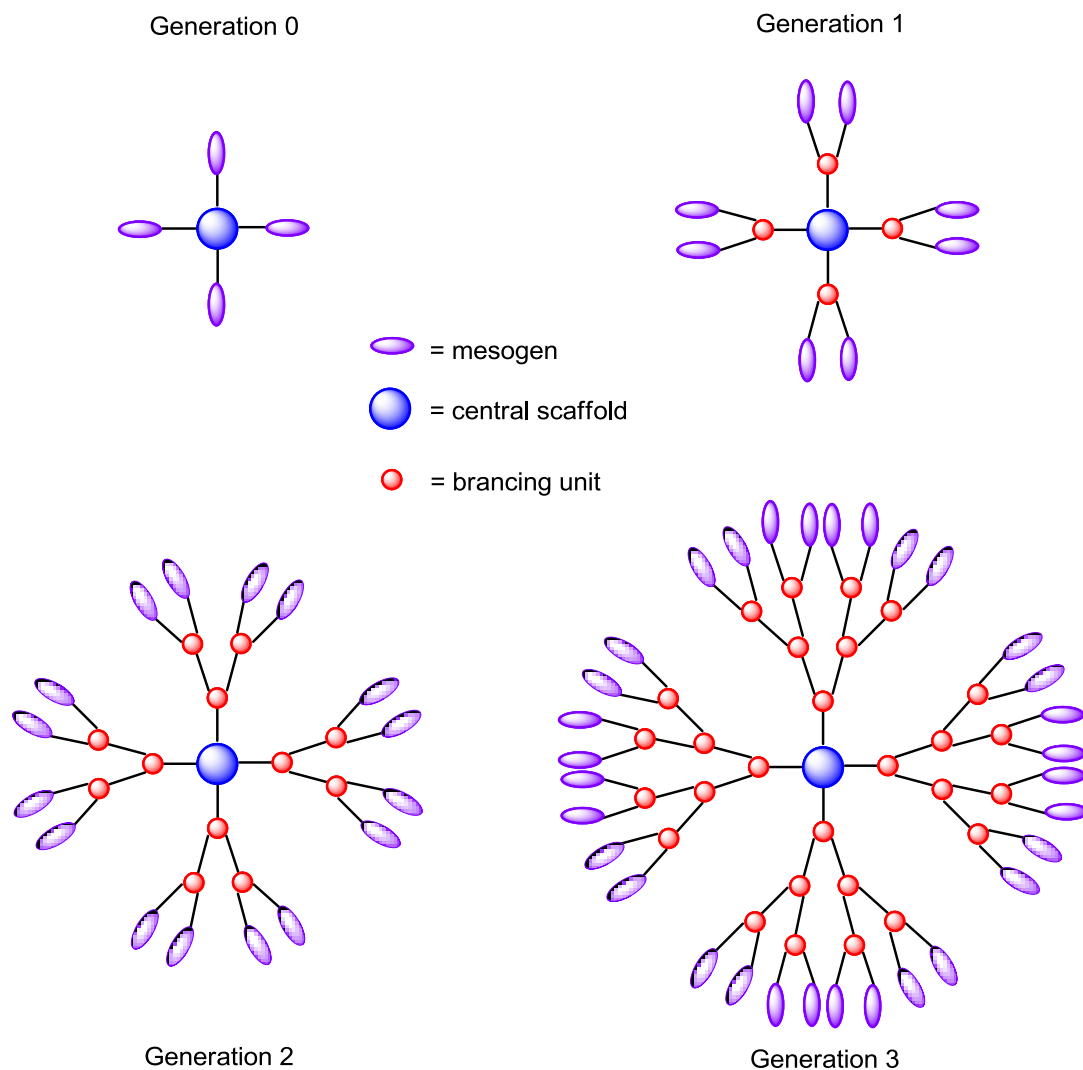 Generation 0
Generation 1
= mesogen
= central scaffold
= brancing unit
Generation 2
Generation 3